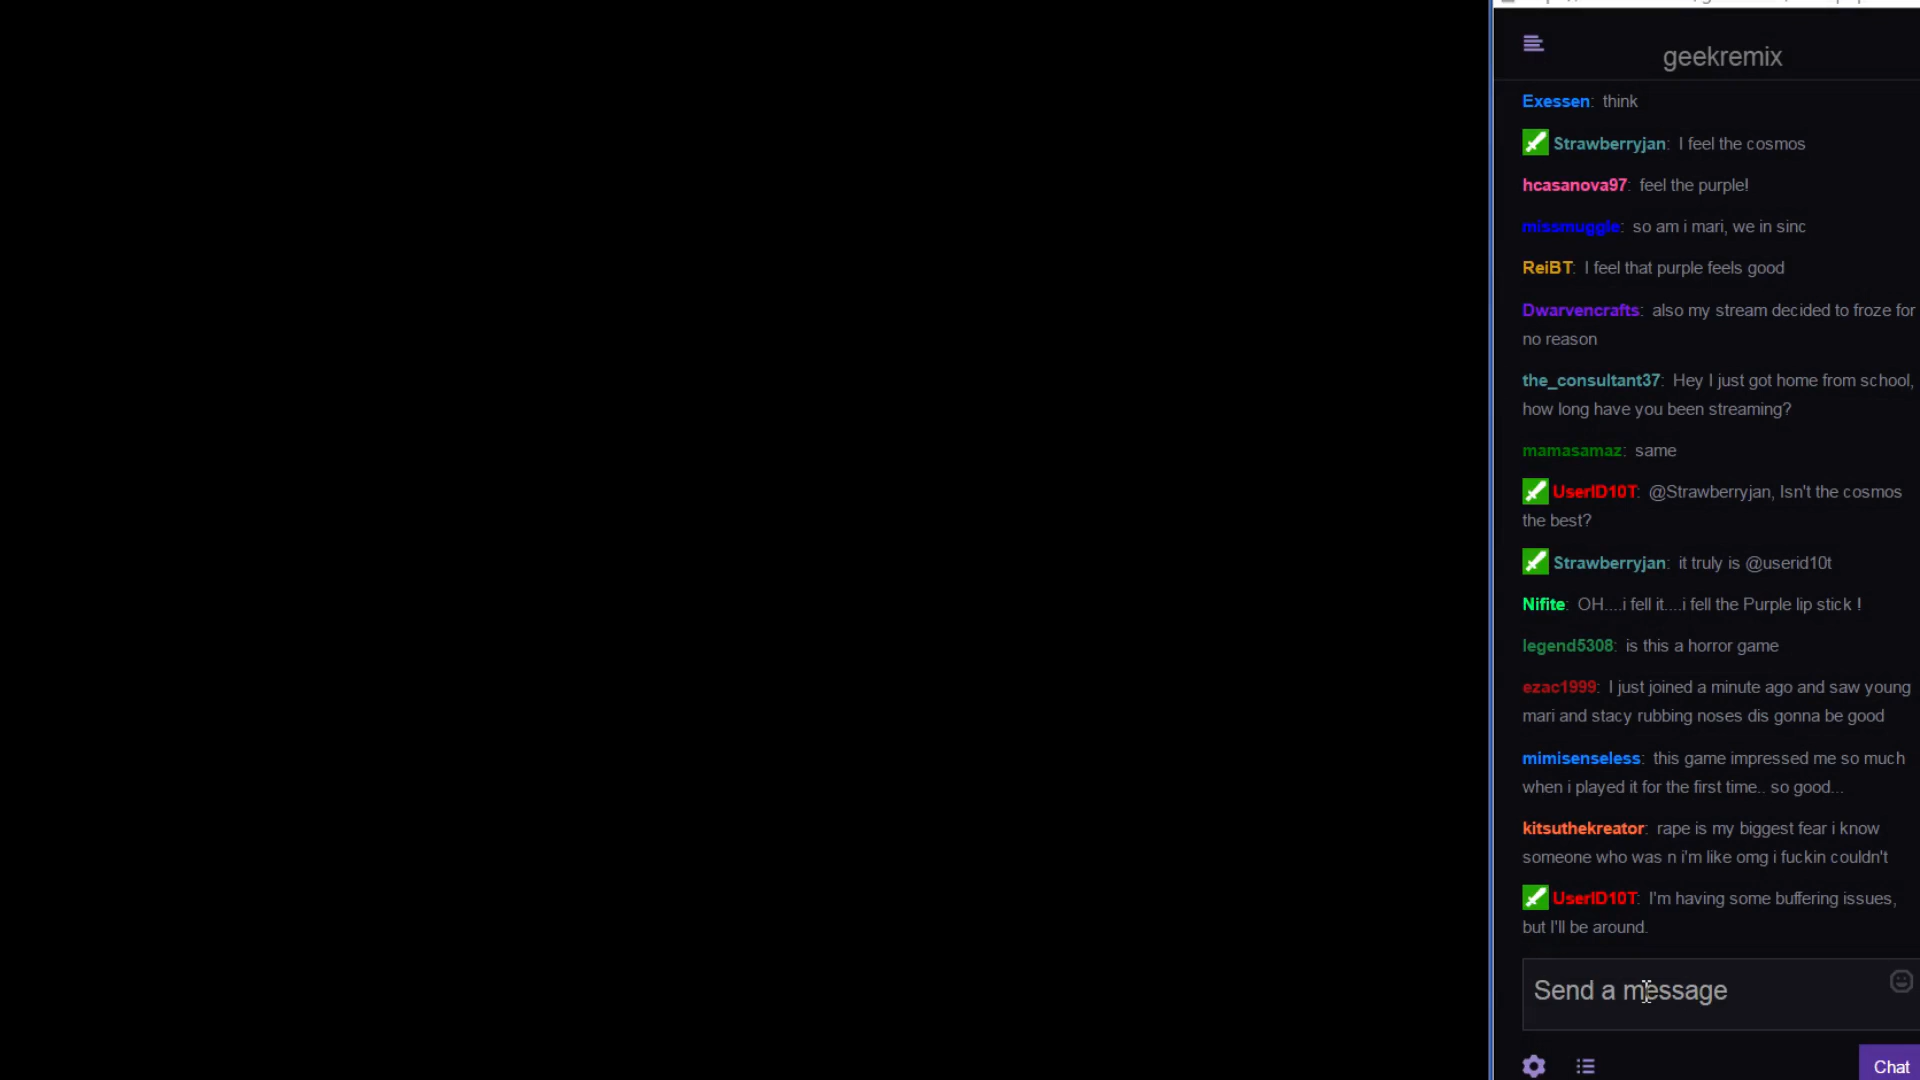 geekremix
Exessen: think
Strawberryjan: I feel the cosmos
hcasanova97: feel the purple!
missmuggle: so am i mari, we in sinc
ReiBT: I feel that purple feels good
Dwarvencrafts: also my stream decided to froze for
no reason
the_consultant37: Hey I just got home from school,
how long have you been streaming?
mamasamaz: same
UserID10T: @Strawberryjan, Isn't the cosmos
the best?
Strawberryjan: it truly is @userid10t
Nifite: OH....i fell it....i fell the Purple lip stick !
legend5308: is this a horror game
ezac1999: I just joined a minute ago and saw young
mari and stacy rubbing noses dis gonna be good
mimisenseless: this game impressed me so much
when i played it for the first time.. so good...
kitsuthekreator: rape is my biggest fear i know
someone who was n i'm like omg i fuckin couldn't
UserID10T: I'm having some buffering issues,
but I'll be around.
Send a message
Chat